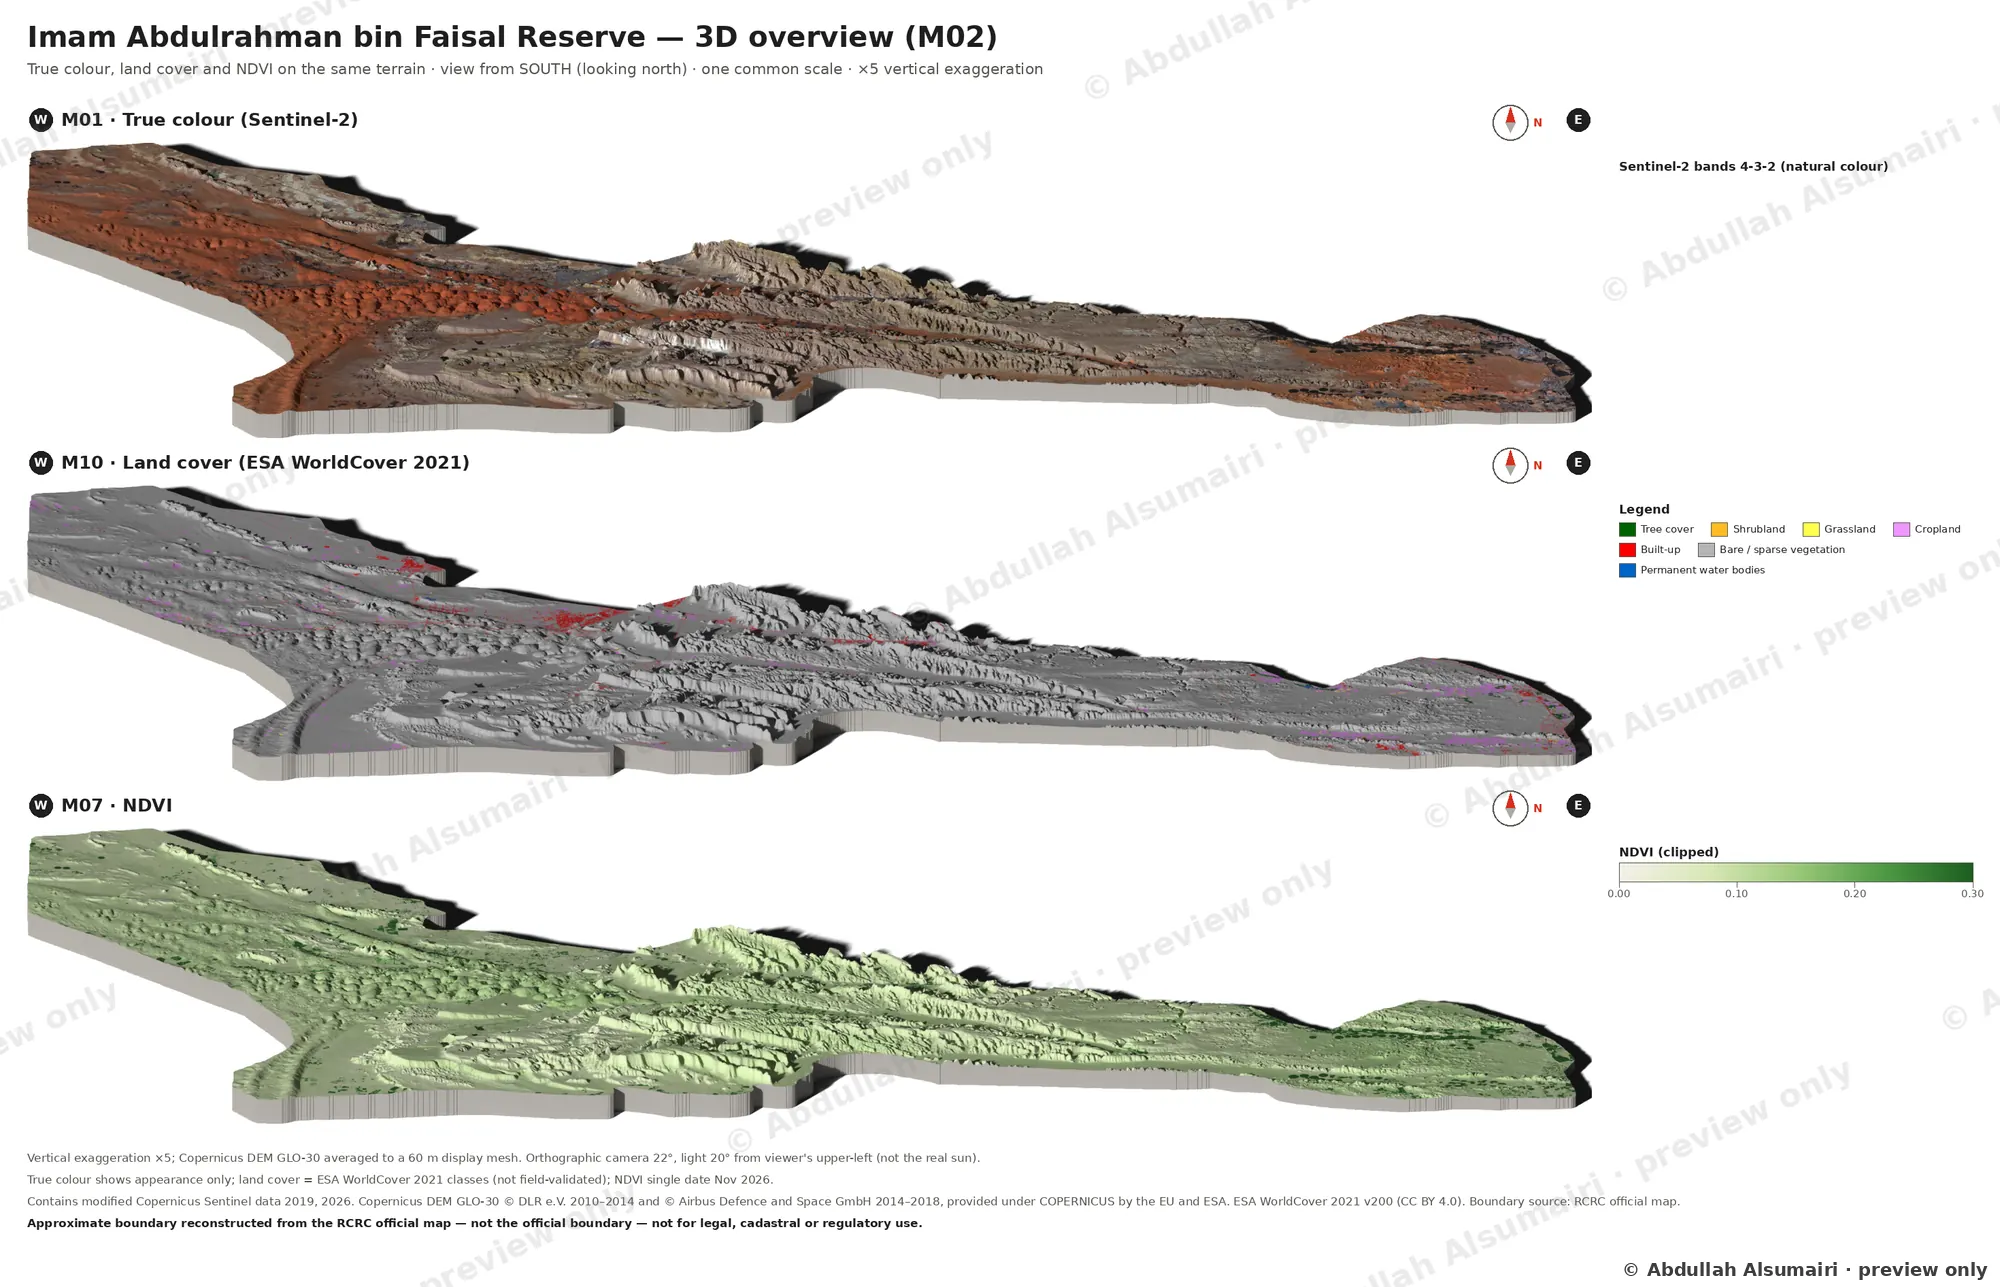 Imam Abdulrahman bin Faisal Reserve — 3D overview (M02)
True colour, land cover and NDVI on the same terrain · view from SOUTH (looking north) · one common scale · ×5 vertical exaggeration
W M01 · True colour (Sentinel-2)
N E
Sentinel-2 bands 4-3-2 (natural colour)
W M10 · Land cover (ESA WorldCover 2021)
N E
Legend
Tree cover Shrubland Grassland Cropland
Built-up Bare / sparse vegetation
Permanent water bodies
W M07 · NDVI
N E
NDVI (clipped)
0.00 0.10 0.20 0.30
Vertical exaggeration ×5; Copernicus DEM GLO-30 averaged to a 60 m display mesh. Orthographic camera 22°, light 20° from viewer's upper-left (not the real sun).
True colour shows appearance only; land cover = ESA WorldCover 2021 classes (not field-validated); NDVI single date Nov 2026.
Contains modified Copernicus Sentinel data 2019, 2026. Copernicus DEM GLO-30 © DLR e.V. 2010–2014 and © Airbus Defence and Space GmbH 2014–2018, provided under COPERNICUS by the EU and ESA. ESA WorldCover 2021 v200 (CC BY 4.0). Boundary source: RCRC official map.
Approximate boundary reconstructed from the RCRC official map — not the official boundary — not for legal, cadastral or regulatory use.
© Abdullah Alsumairi · preview only